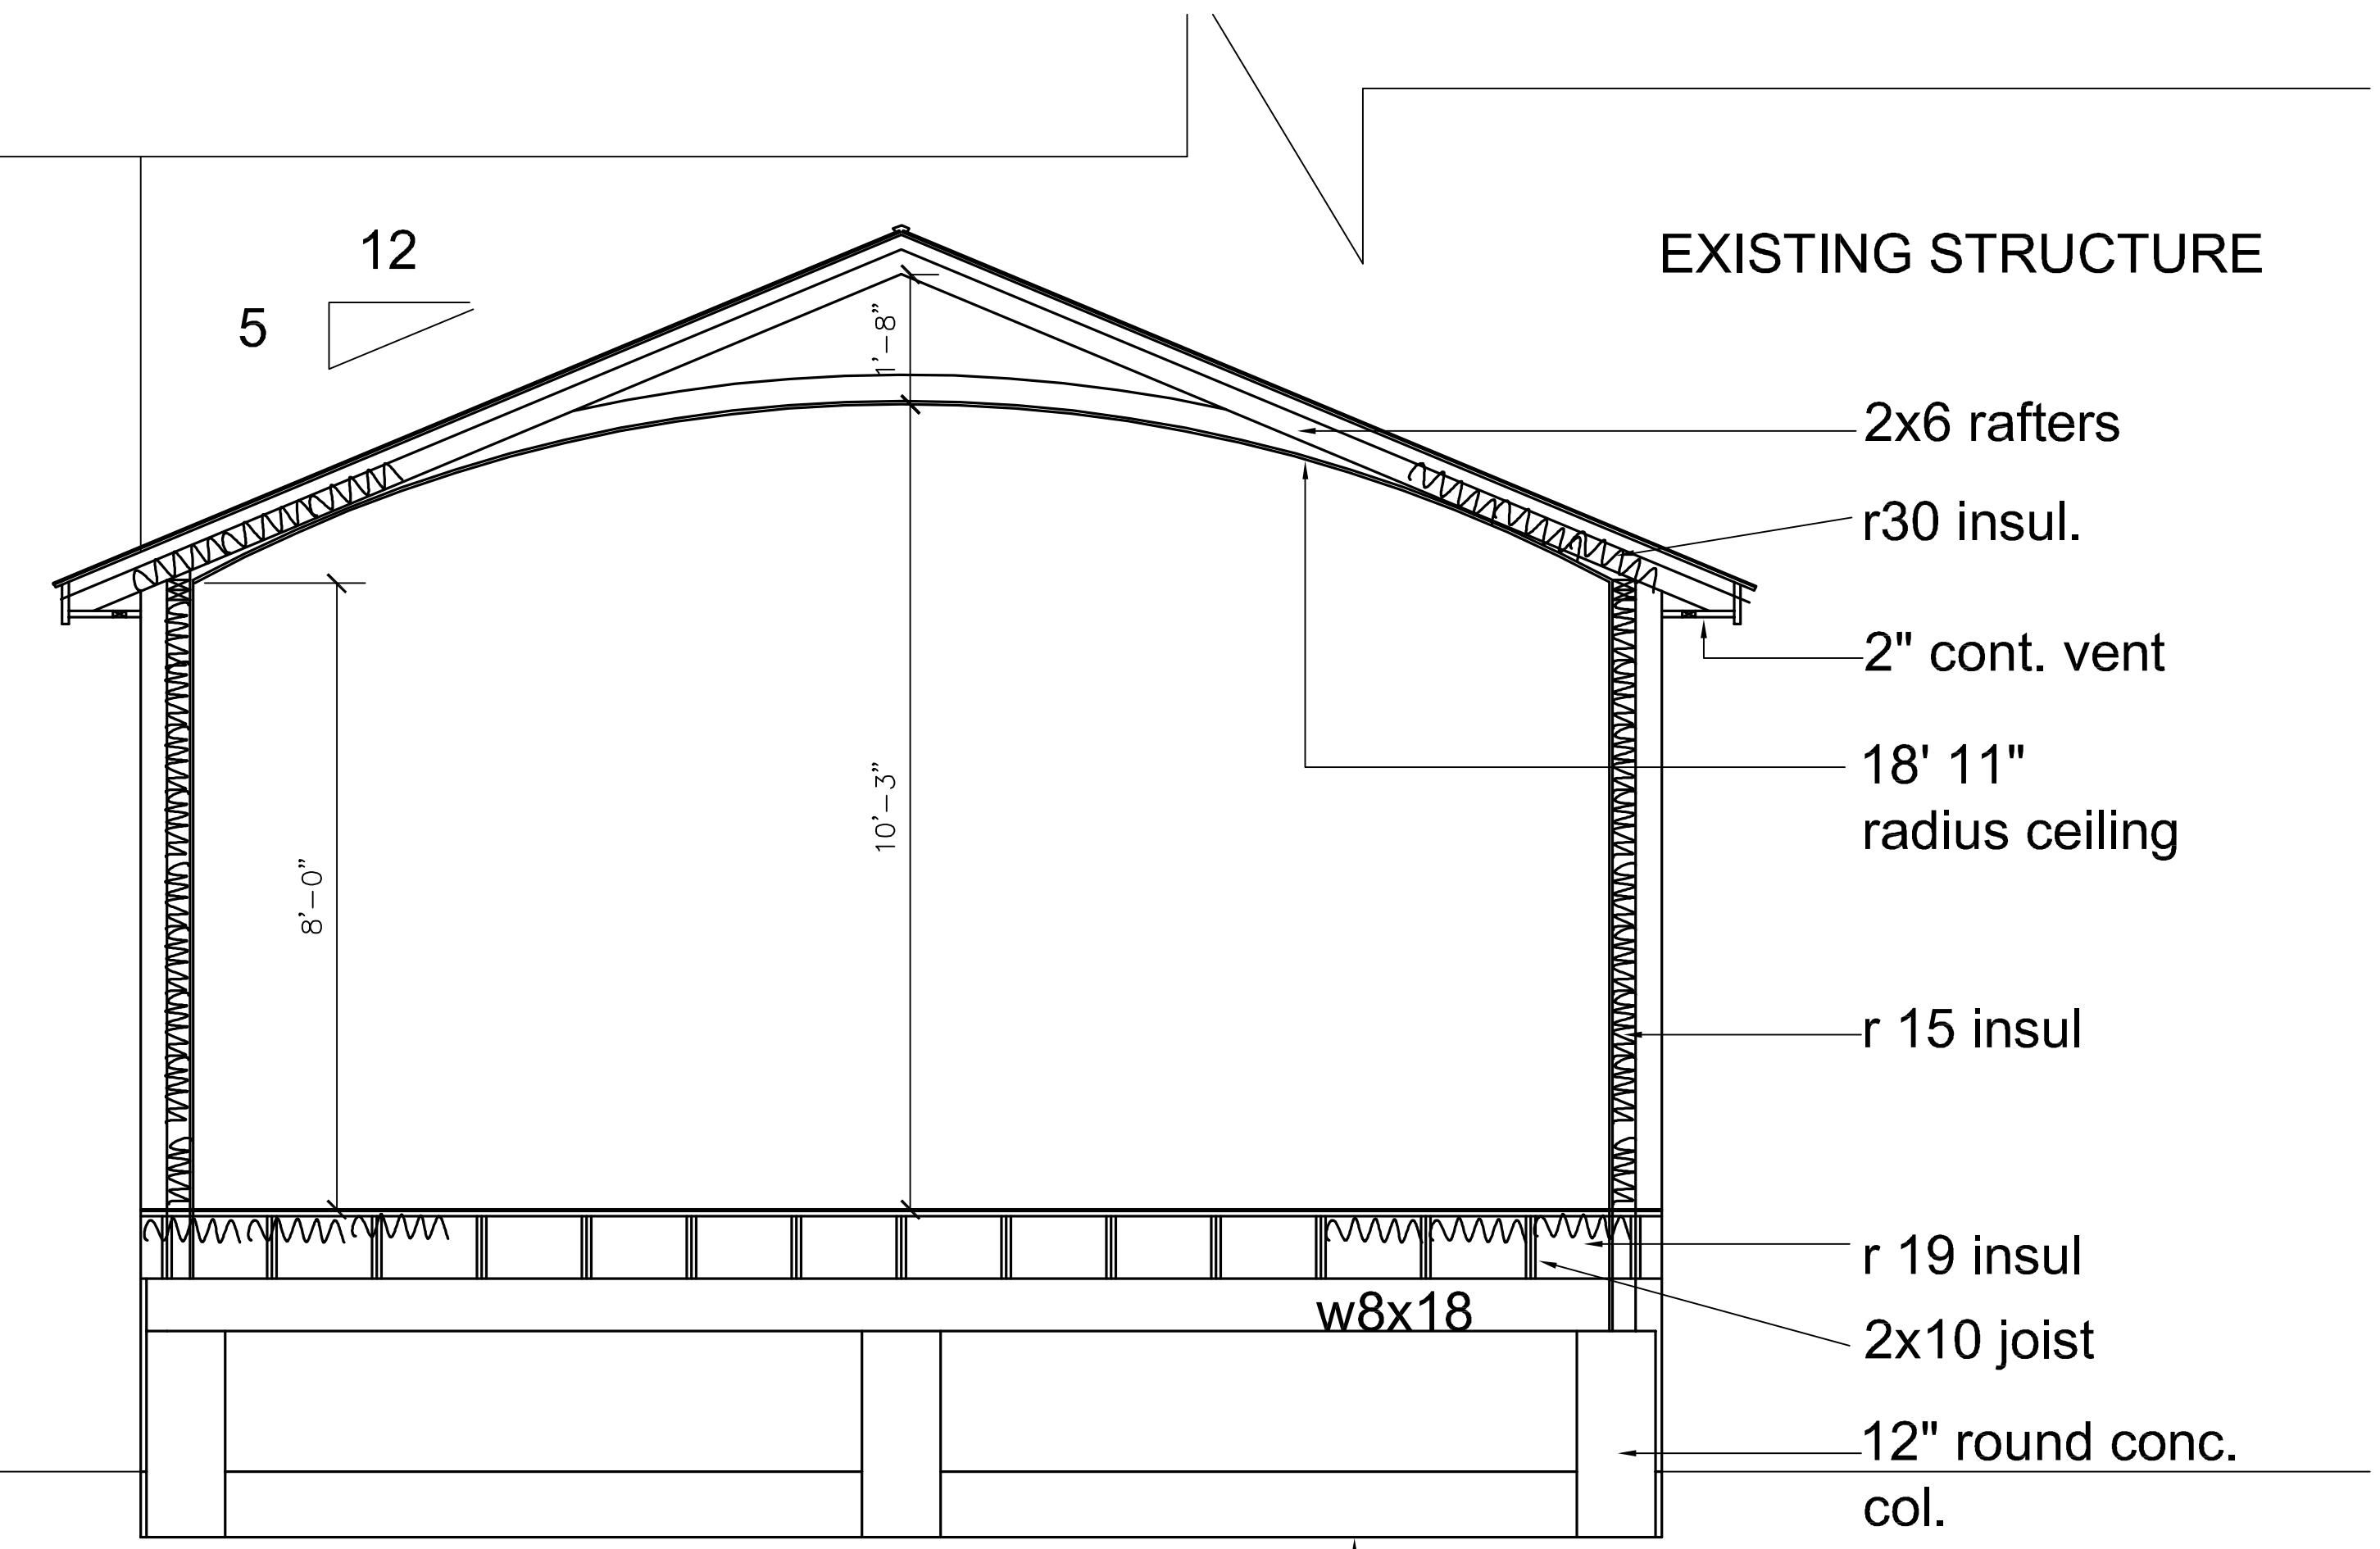 12
5
EXISTING STRUCTURE
1'-8"
2x6 rafters
r30 insul.
2" cont. vent
18' 11"
radius ceiling
10'-3"
8'-0"
r 15 insul
r 19 insul
w8x18
2x10 joist
12" round conc.
col.